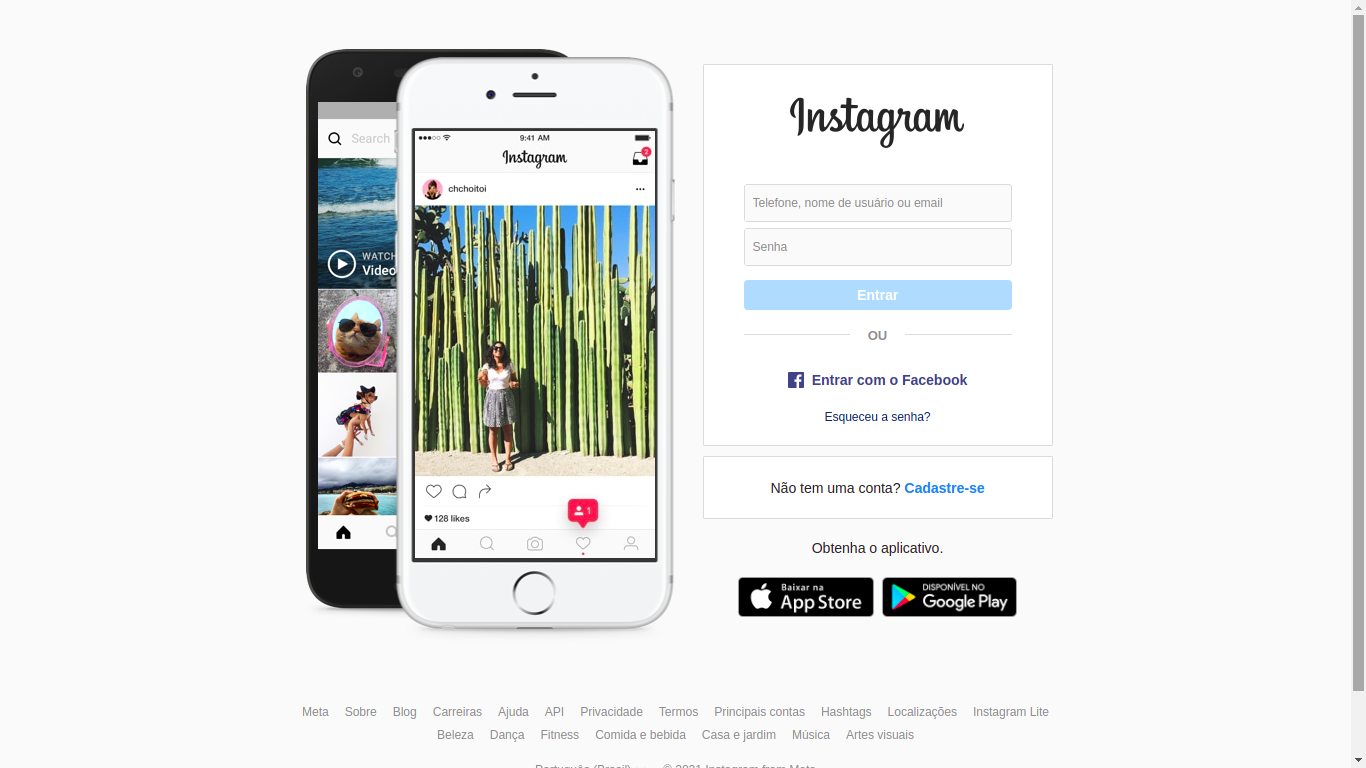 Search
WATCH
Video
9:41 AM
Instagram
2
chchoitoi
128 likes
1
Instagram
Telefone, nome de usuário ou email
Senha
Entrar
OU
Entrar com o Facebook
Esqueceu a senha?
Não tem uma conta? Cadastre-se
Obtenha o aplicativo.
Baixar na
App Store
DISPONÍVEL NO
Google Play
Meta Sobre Blog Carreiras Ajuda API Privacidade Termos Principais contas Hashtags Localizações Instagram Lite
Beleza Dança Fitness Comida e bebida Casa e jardim Música Artes visuais
Português (Brasil) © 2021 Instagram from Meta